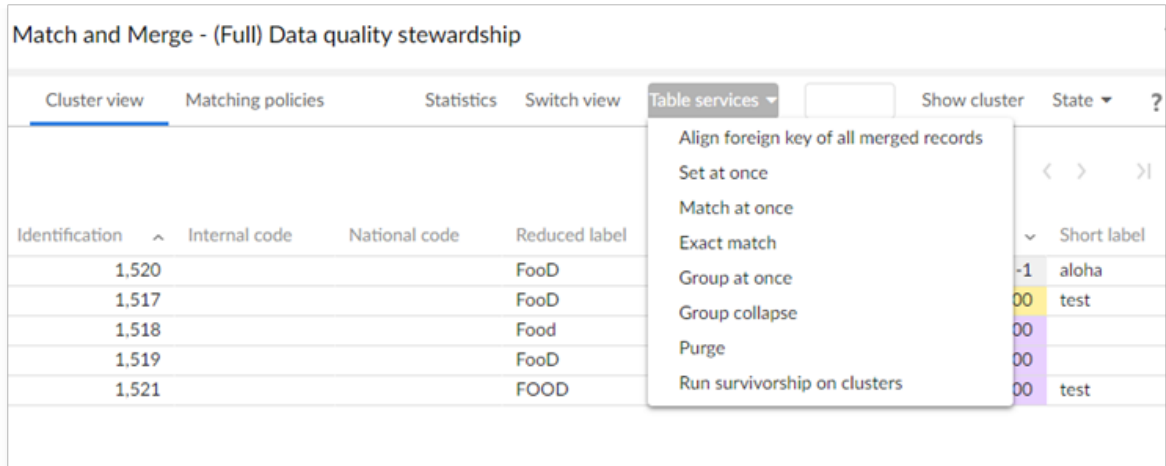 Match and Merge - (Full) Data quality stewardship
Cluster view Matching policies Statistics Switch view Table services Show cluster State ?
Align foreign key of all merged records
Set at once
Match at once
Exact match
Group at once
Group collapse
Purge
Run survivorship on clusters
Identification Internal code National code Reduced label Short label
1,520 FooD -1 aloha
1,517 FooD 00 test
1,518 Food 00
1,519 FooD 00
1,521 FOOD 00 test